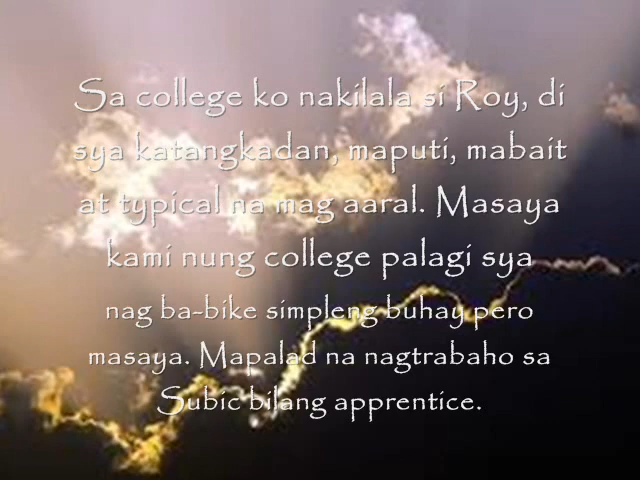 Sa college ko nakilala si Roy, di
sya katangkadan, maputi, mabait
at typical na mag aaral. Masaya
kami nung college palagi sya
nag ba-bike simpleng buhay pero
masaya. Mapalad na nagtrabaho sa
Subic bilang apprentice.